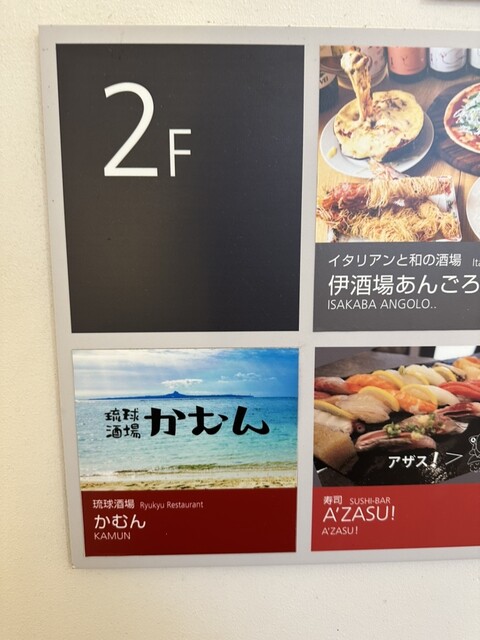 2F
イタリアンと和の酒場
伊酒場あんごろ
ISAKABA ANGOLO..
琉球
酒場
かむん
琉球酒場 Ryukyu Restaurant
かむん
KAMUN
アザス!
寿司 SUSHI-BAR
A'ZASU!
A'ZASU!